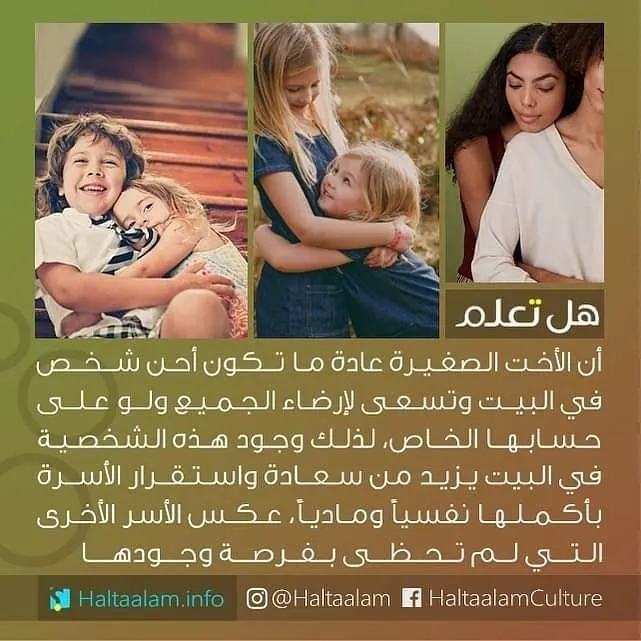 هل تعلم
أن الأخت الصغيرة عادة ما تكون أحن شخص
في البيت وتسعى لإرضاء الجميع ولو على
حسابها الخاص، لذلك وجود هذه الشخصية
في البيت يزيد من سعادة واستقرار الأسرة
بأكملها نفسياً ومادياً، عكس الأسر الأخرى
التي لم تحظى بفرصة وجودها
Haltaalam.info @Haltaalam HaltaalamCulture